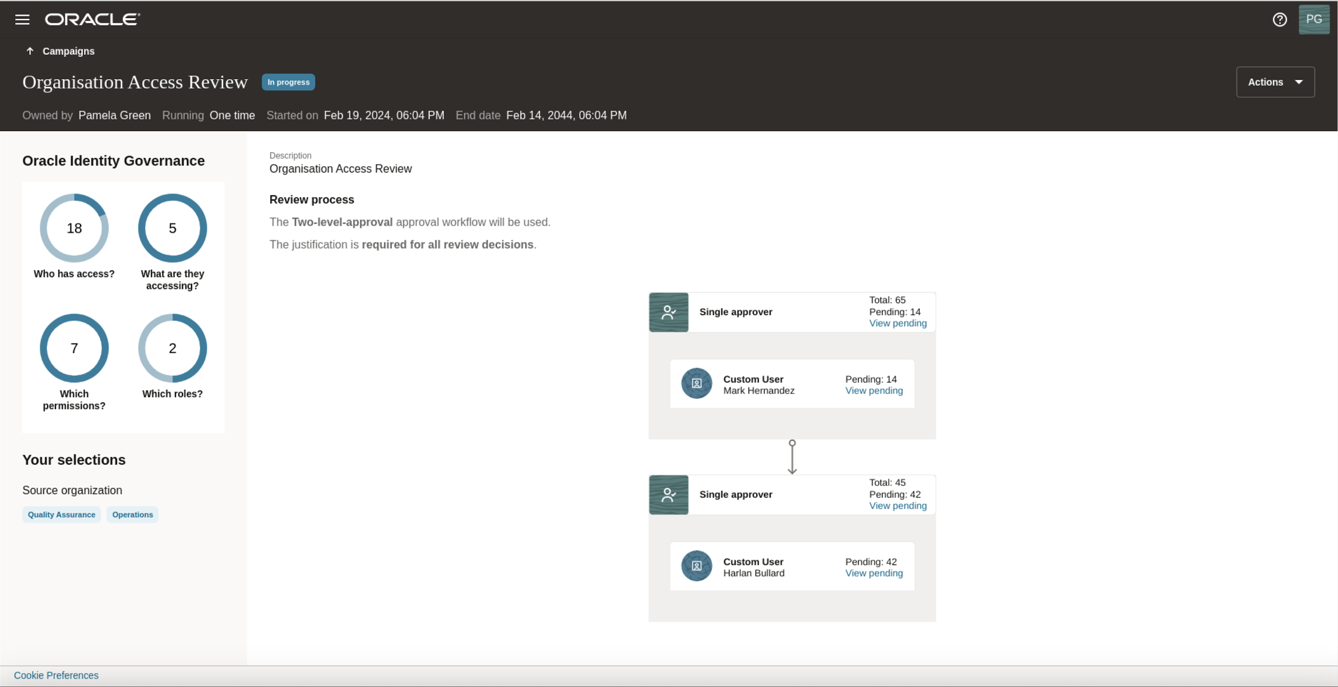 ORACLE
PG
Campaigns
Organisation Access Review In progress
Actions
Owned by Pamela Green Running One time Started on Feb 19, 2024, 06:04 PM End date Feb 14, 2044, 06:04 PM
Oracle Identity Governance
18
Who has access?
5
What are they
accessing?
7
Which
permissions?
2
Which roles?
Your selections
Source organization
Quality Assurance Operations
Description
Organisation Access Review
Review process
The Two-level-approval approval workflow will be used.
The justification is required for all review decisions.
Single approver
Total: 65
Pending: 14
View pending
Custom User
Mark Hernandez
Pending: 14
View pending
Single approver
Total: 45
Pending: 42
View pending
Custom User
Harlan Bullard
Pending: 42
View pending
Cookie Preferences